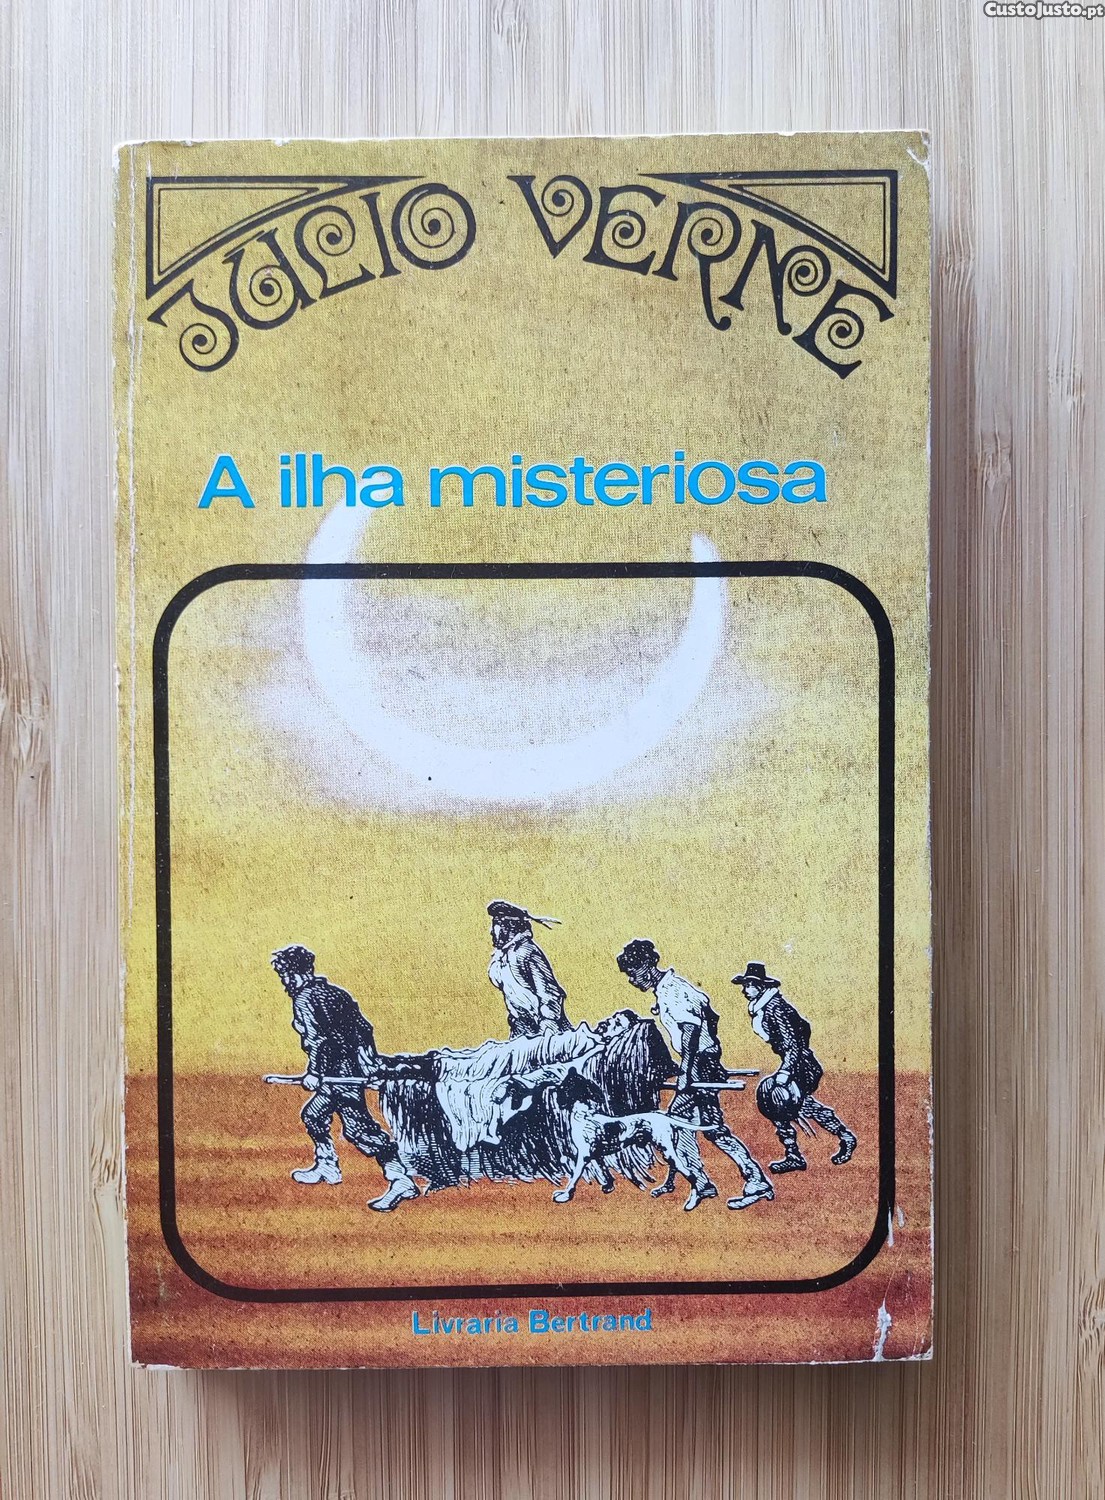 CustoJusto.pt
JULIO VERNE
A ilha misteriosa
Livraria Bertrand